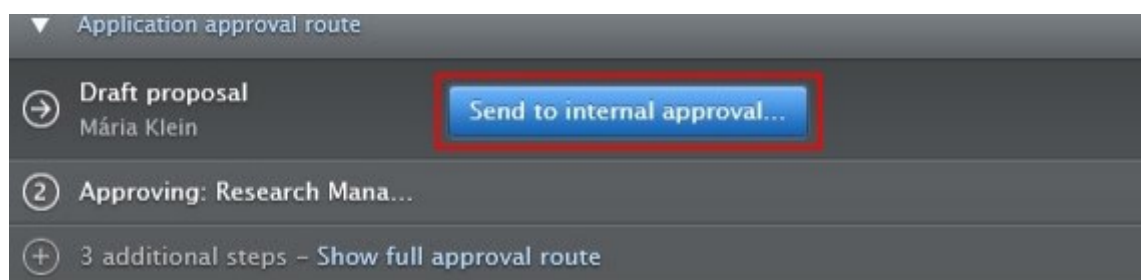 Application approval route
Draft proposal
Mária Klein
Send to internal approval...
2 Approving: Research Mana...
3 additional steps – Show full approval route